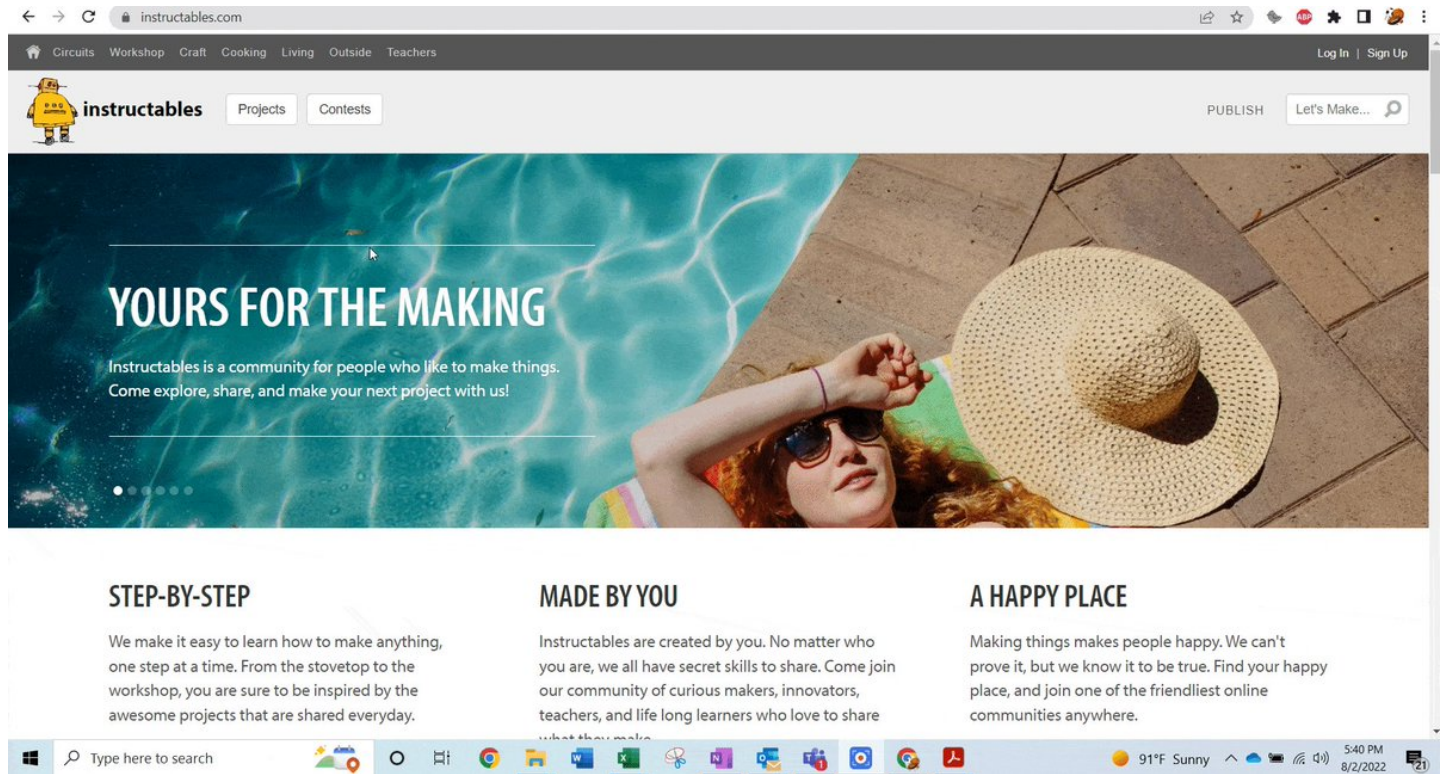 instructables.com
ABP
Circuits Workshop Craft Cooking Living Outside Teachers
Log In | Sign Up
instructables
Projects
Contests
PUBLISH
Let's Make...
YOURS FOR THE MAKING
Instructables is a community for people who like to make things.
Come explore, share, and make your next project with us!
STEP-BY-STEP
We make it easy to learn how to make anything,
one step at a time. From the stovetop to the
workshop, you are sure to be inspired by the
awesome projects that are shared everyday.
MADE BY YOU
Instructables are created by you. No matter who
you are, we all have secret skills to share. Come join
our community of curious makers, innovators,
teachers, and life long learners who love to share
what they make.
A HAPPY PLACE
Making things makes people happy. We can't
prove it, but we know it to be true. Find your happy
place, and join one of the friendliest online
communities anywhere.
Type here to search
91°F Sunny
5:40 PM
8/2/2022
21